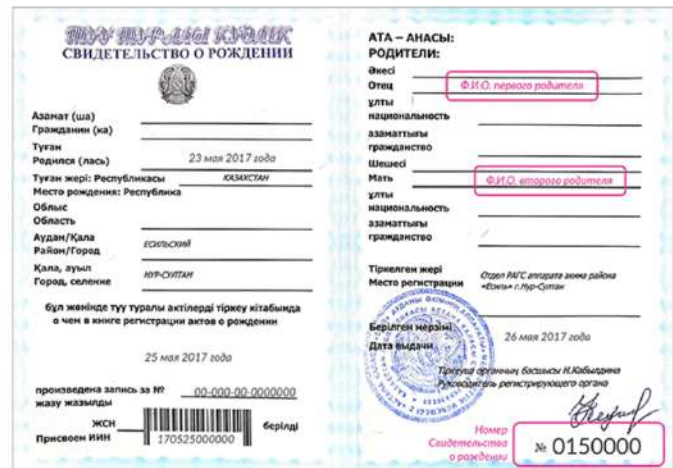 ТУУ ТУРАЛЫ КУӘЛІК
СВИДЕТЕЛЬСТВО О РОЖДЕНИИ
Азамат (ша)
Гражданин (ка)
Туған
Родился (лась) 23 мая 2017 года
Туған жері: Республикасы КАЗАХСТАН
Место рождения: Республика
Облыс
Область
Аудан/Қала
Район/Город ЕСИЛЬСКИЙ
Қала, ауыл
Город, селение НУР-СУЛТАН
бұл жөнінде туу туралы актілерді тіркеу кітабында
о чем в книге регистрации актов о рождении
25 мая 2017 года
произведена запись за № 00-000-00-0000000
жазу жазылды
ЖСН берілді
Присвоен ИИН 170525000000
АТА – АНАСЫ:
РОДИТЕЛИ:
Әкесі
Отец Ф.И.О. первого родителя
ұлты
национальность
азаматтығы
гражданство
Шешесі
Мать Ф.И.О. второго родителя
ұлты
национальность
азаматтығы
гражданство
Тіркелген жері
Место регистрации Отдел РАГС аппарата акима района «Есиль» г.Нур-Султан
Берілген мерзімі
Дата выдачи 26 мая 2017 года
Тіркеуші органның басшысы Н.Кабылдина
Руководитель регистрирующего органа
Номер
Свидетельства
о рождении
№ 0150000